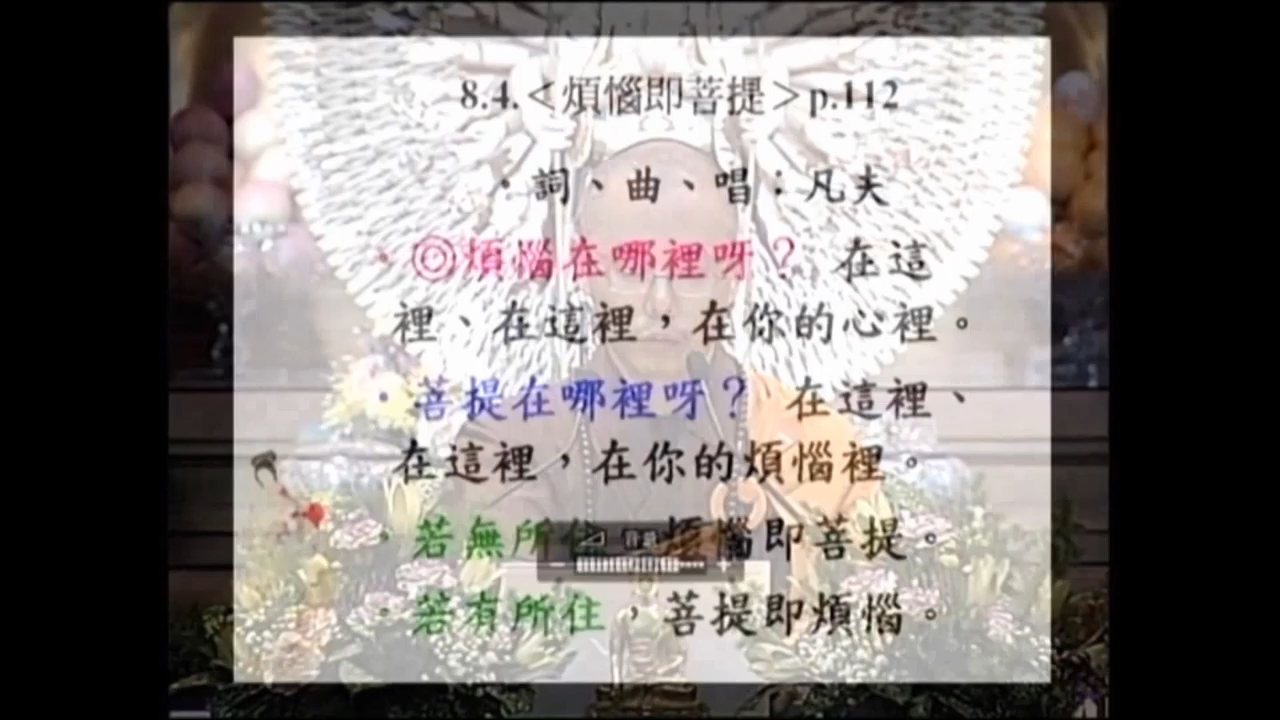 8.4.＜煩惱即菩提＞p.112
．詞、曲、唱：凡夫
．◎煩惱在哪裡呀？ 在這
裡、在這裡，在你的心裡。
．菩提在哪裡呀？ 在這裡、
在這裡，在你的煩惱裡。
．若無所住，煩惱即菩提。
．若有所住，菩提即煩惱。